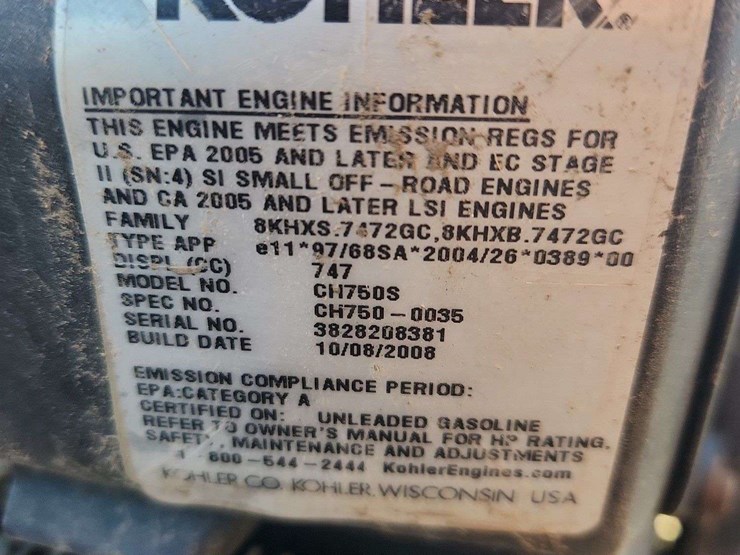 KOHLER®
IMPORTANT ENGINE INFORMATION
THIS ENGINE MEETS EMISSION REGS FOR
U.S. EPA 2005 AND LATER AND EC STAGE
II (SN:4) SI SMALL OFF-ROAD ENGINES
AND CA 2005 AND LATER LSI ENGINES
FAMILY 8KHXS.7472GC,8KHXB.7472GC
TYPE APP e11*97/68SA*2004/26*0389*00
DISPL (CC) 747
MODEL NO. CH750S
SPEC NO. CH750-0035
SERIAL NO. 3828208381
BUILD DATE 10/08/2008
EMISSION COMPLIANCE PERIOD:
EPA:CATEGORY A
CERTIFIED ON: UNLEADED GASOLINE
REFER TO OWNER'S MANUAL FOR HP RATING,
SAFETY, MAINTENANCE AND ADJUSTMENTS
1 800-544-2444 KohlerEngines.com
KOHLER CO. KOHLER, WISCONSIN USA